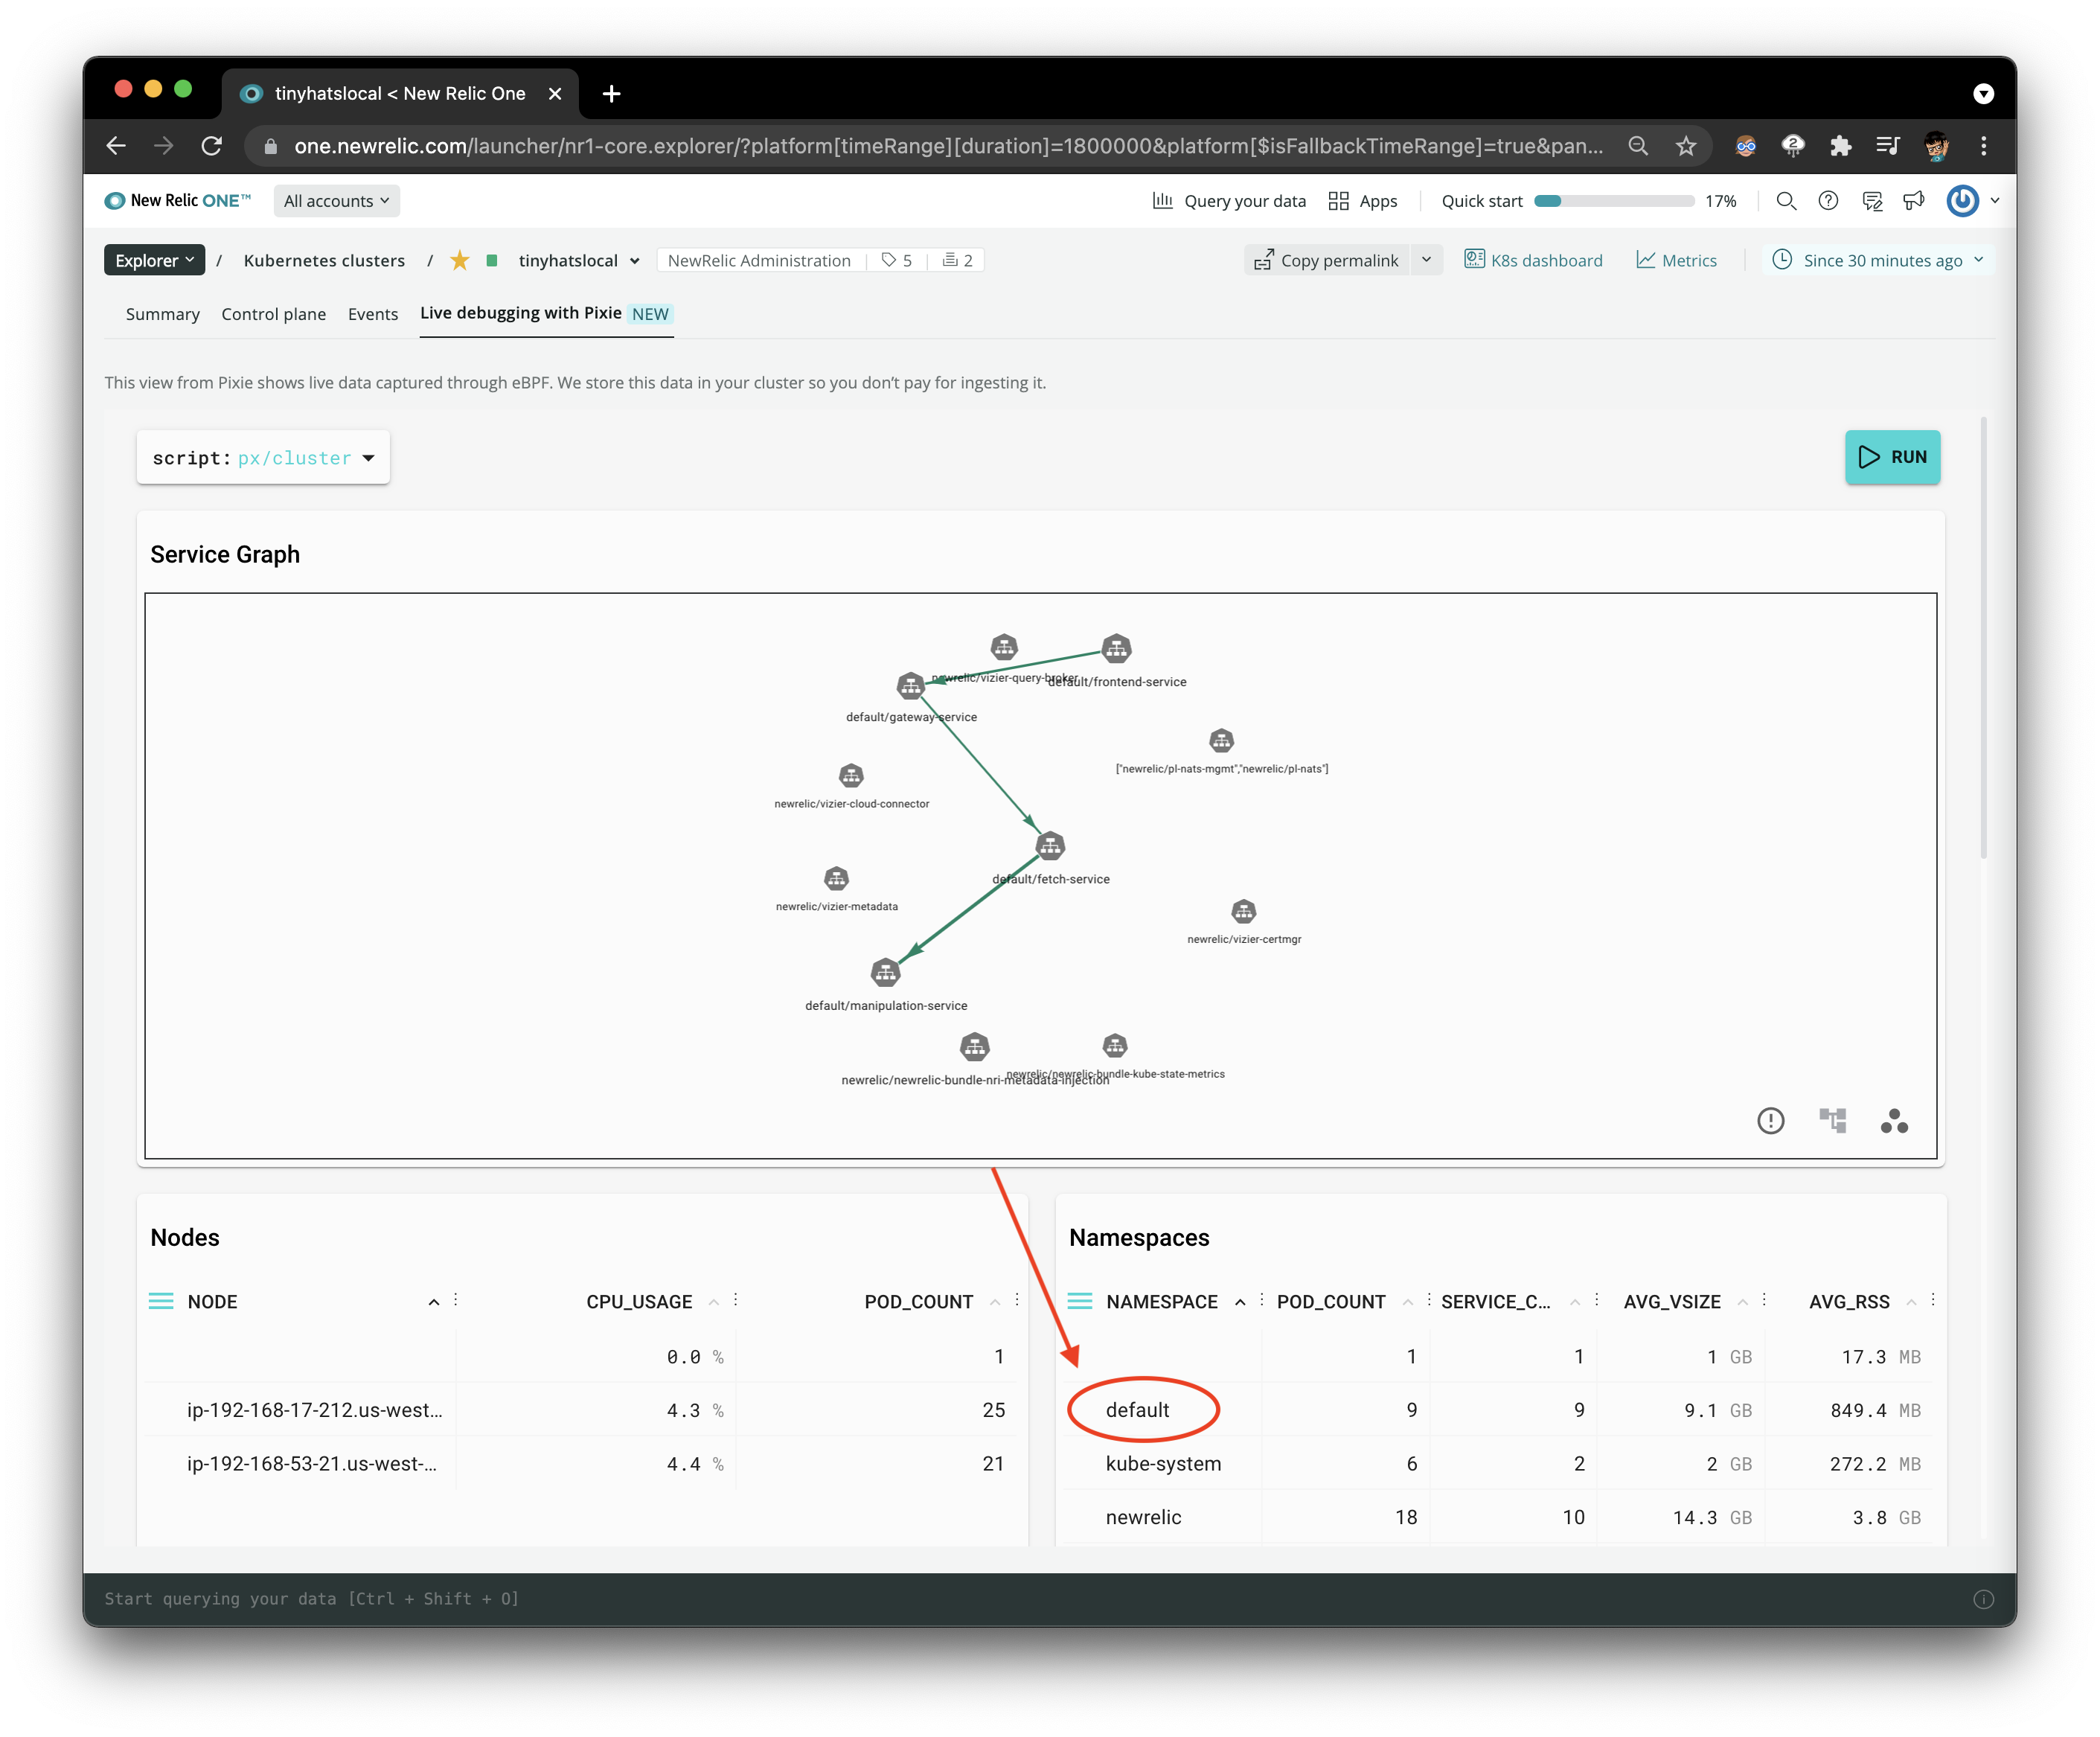 tinyhatslocal < New Relic One
one.newrelic.com/launcher/nr1-core.explorer/?platform[timeRange][duration]=1800000&platform[$isFallbackTimeRange]=true&pan...
2
New Relic ONE™ All accounts Query your data Apps Quick start 17%
Explorer / Kubernetes clusters / tinyhatslocal NewRelic Administration 5 2 Copy permalink K8s dashboard Metrics Since 30 minutes ago
Summary Control plane Events Live debugging with Pixie NEW
This view from Pixie shows live data captured through eBPF. We store this data in your cluster so you don’t pay for ingesting it.
script: px/cluster RUN
Service Graph
newrelic/vizier-query-broker
default/frontend-service
default/gateway-service
["newrelic/pl-nats-mgmt","newrelic/pl-nats"]
newrelic/vizier-cloud-connector
default/fetch-service
newrelic/vizier-metadata
newrelic/vizier-certmgr
default/manipulation-service
newrelic/newrelic-bundle-kube-state-metrics
newrelic/newrelic-bundle-nri-metadata-injection
Nodes
NODE CPU_USAGE POD_COUNT
0.0 % 1
ip-192-168-17-212.us-west... 4.3 % 25
ip-192-168-53-21.us-west-... 4.4 % 21
Namespaces
NAMESPACE POD_COUNT SERVICE_C... AVG_VSIZE AVG_RSS
1 1 1 GB 17.3 MB
default 9 9 9.1 GB 849.4 MB
kube-system 6 2 2 GB 272.2 MB
newrelic 18 10 14.3 GB 3.8 GB
Start querying your data [Ctrl + Shift + O]